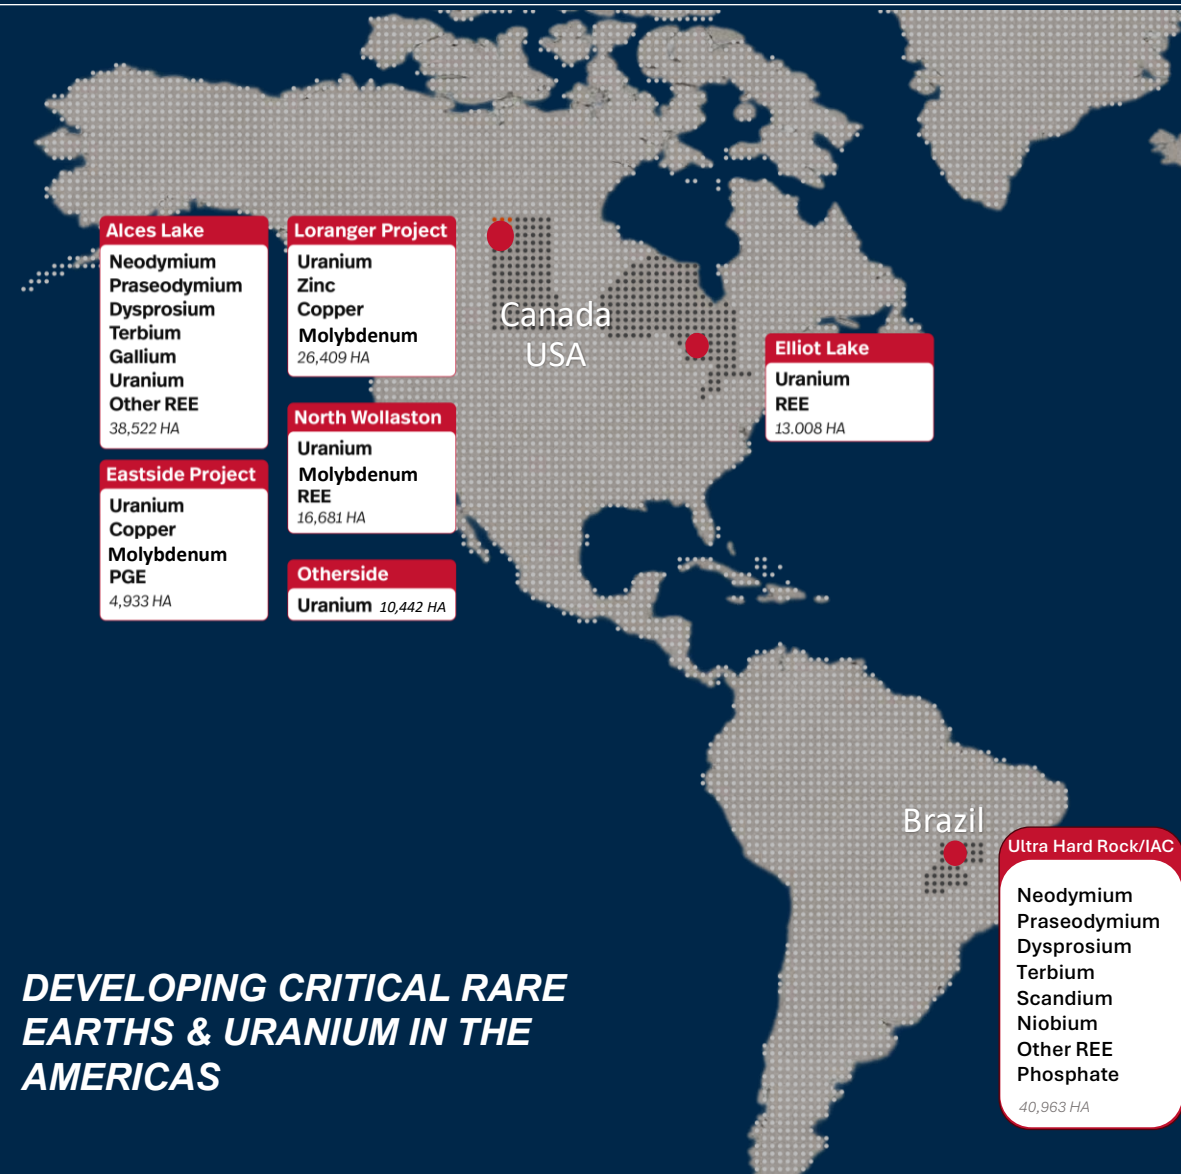 Alces Lake
Neodymium
Praseodymium
Dysprosium
Terbium
Gallium
Uranium
Other REE
38,522 HA
Eastside Project
Uranium
Copper
Molybdenum
PGE
4,933 HA
Loranger Project
Uranium
Zinc
Copper
Molybdenum
26,409 HA
North Wollaston
Uranium
Molybdenum
REE
16,681 HA
Otherside
Uranium 10,442 HA
Canada
USA
Elliot Lake
Uranium
REE
13.008 HA
Brazil
Ultra Hard Rock/IAC
Neodymium
Praseodymium
Dysprosium
Terbium
Scandium
Niobium
Other REE
Phosphate
40,963 HA
DEVELOPING CRITICAL RARE
EARTHS & URANIUM IN THE
AMERICAS